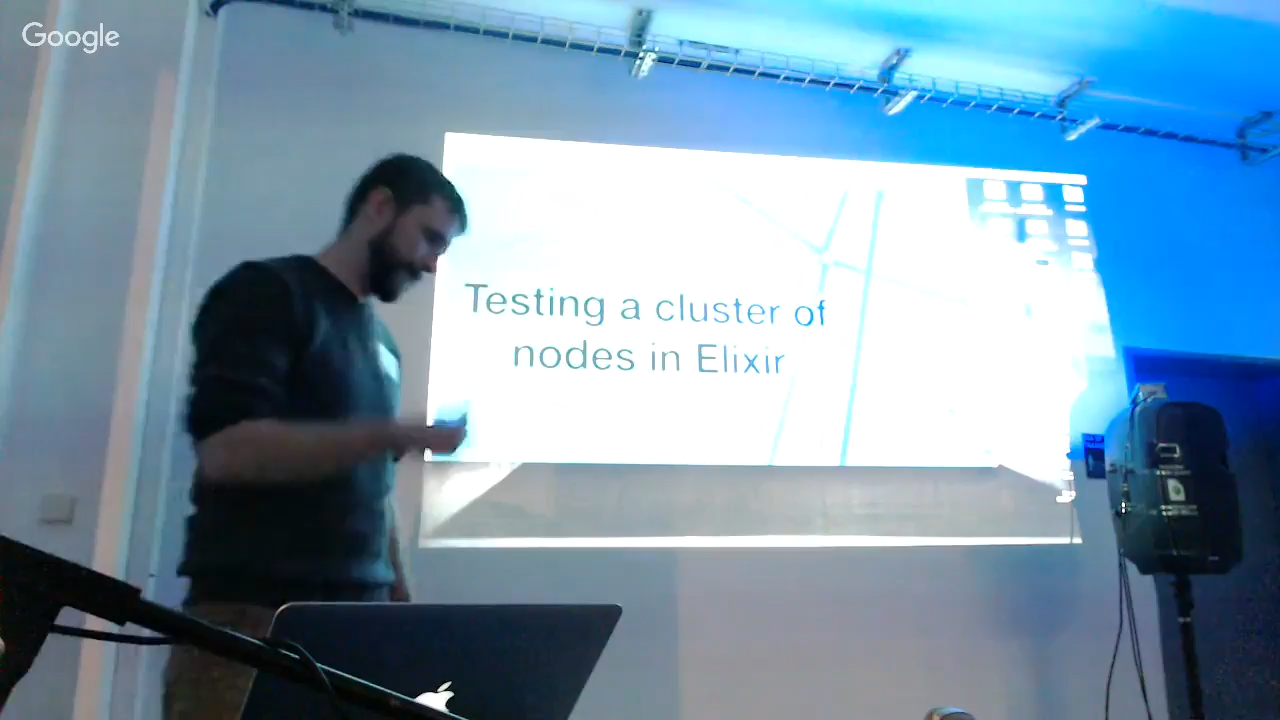 Google
Testing a cluster of
nodes in Elixir